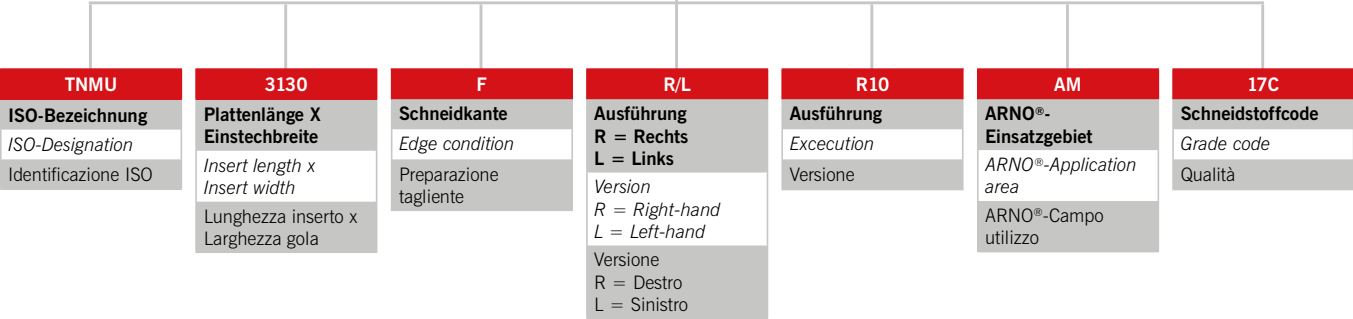 TNMU
ISO-Bezeichnung
ISO-Designation
Identificazione ISO
3130
Plattenlänge X
Einstechbreite
Insert length x
Insert width
Lunghezza inserto x
Larghezza gola
F
Schneidkante
Edge condition
Preparazione
tagliente
R/L
Ausführung
R = Rechts
L = Links
Version
R = Right-hand
L = Left-hand
Versione
R = Destro
L = Sinistro
R10
Ausführung
Excecution
Versione
AM
ARNO®-
Einsatzgebiet
ARNO®-Application
area
ARNO®-Campo
utilizzo
17C
Schneidstoffcode
Grade code
Qualità